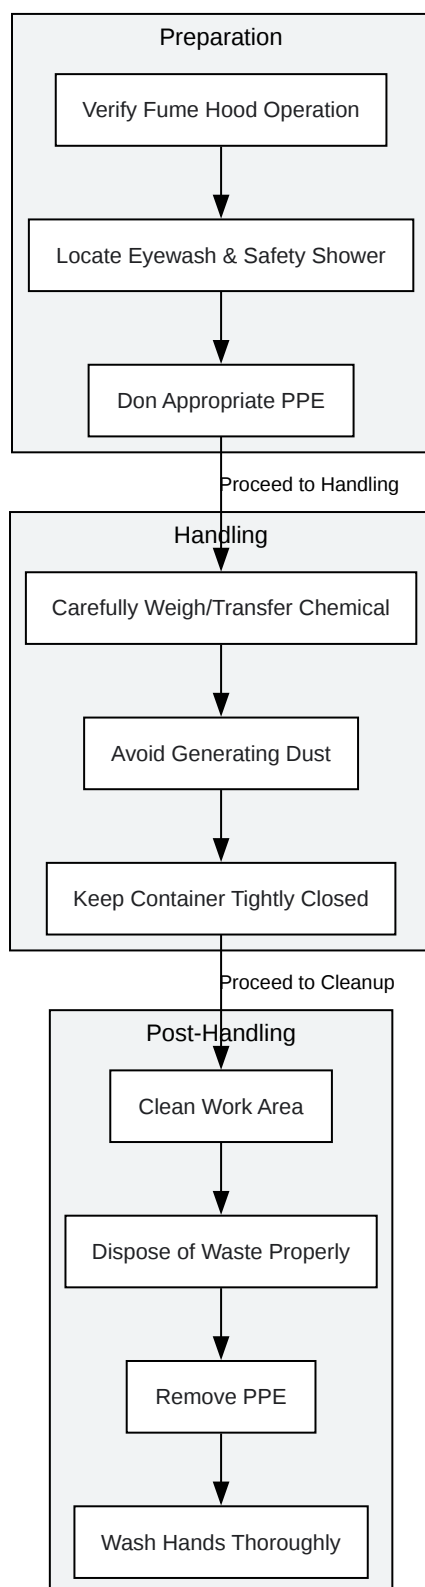 Preparation
Verify Fume Hood Operation
Locate Eyewash & Safety Shower
Don Appropriate PPE
Proceed to Handling
Handling
Carefully Weigh/Transfer Chemical
Avoid Generating Dust
Keep Container Tightly Closed
Proceed to Cleanup
Post-Handling
Clean Work Area
Dispose of Waste Properly
Remove PPE
Wash Hands Thoroughly